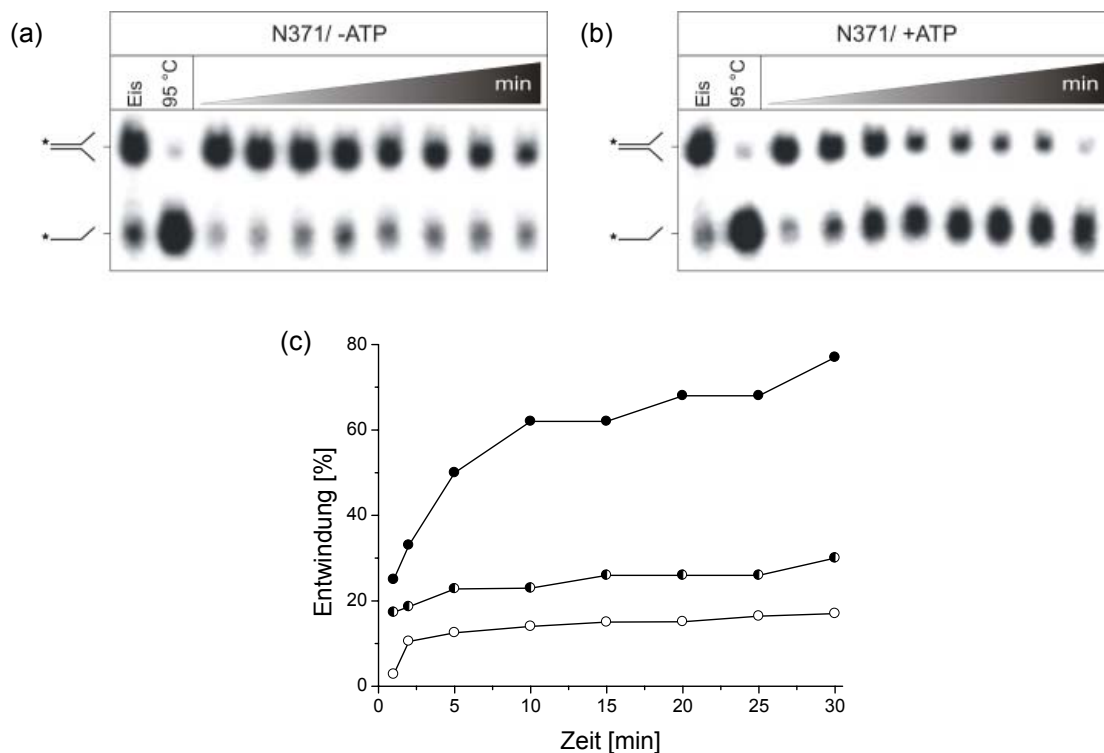 (a)
N371/ -ATP
Eis
95 °C
min
*
*
(b)
N371/ +ATP
Eis
95 °C
min
*
*
(c)
80
60
40
20
0
Entwindung [%]
0 5 10 15 20 25 30
Zeit [min]